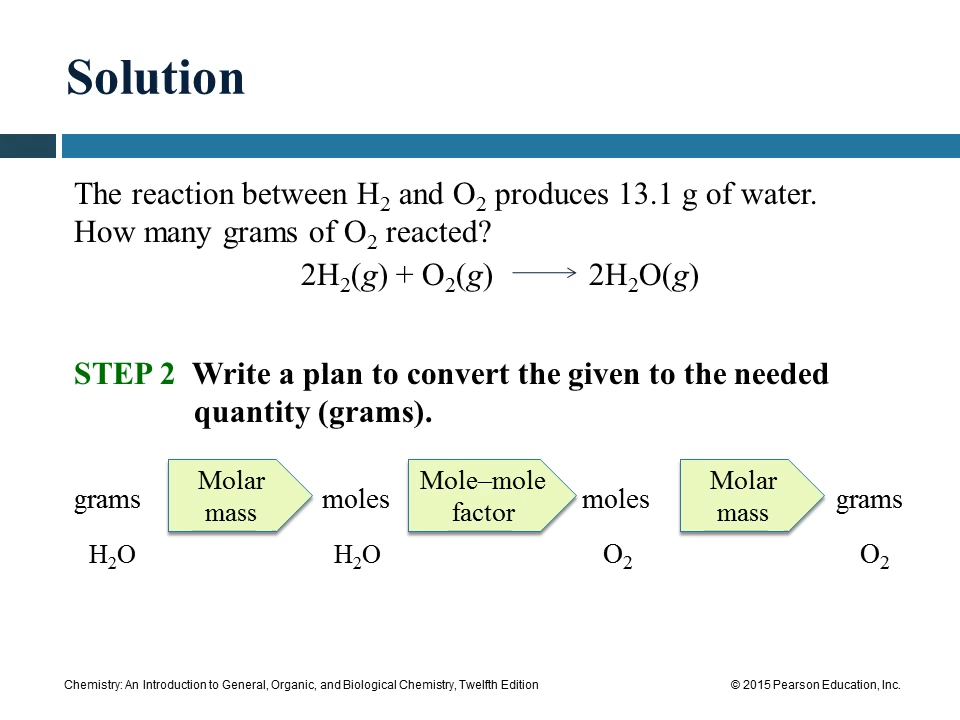 Solution
The reaction between H₂ and O₂ produces 13.1 g of water.
How many grams of O₂ reacted?
2H₂(g) + O₂(g) ⟶ 2H₂O(g)
STEP 2 Write a plan to convert the given to the needed
quantity (grams).
grams Molar mass moles Mole–mole factor moles Molar mass grams
H₂O H₂O O₂ O₂
Chemistry: An Introduction to General, Organic, and Biological Chemistry, Twelfth Edition © 2015 Pearson Education, Inc.